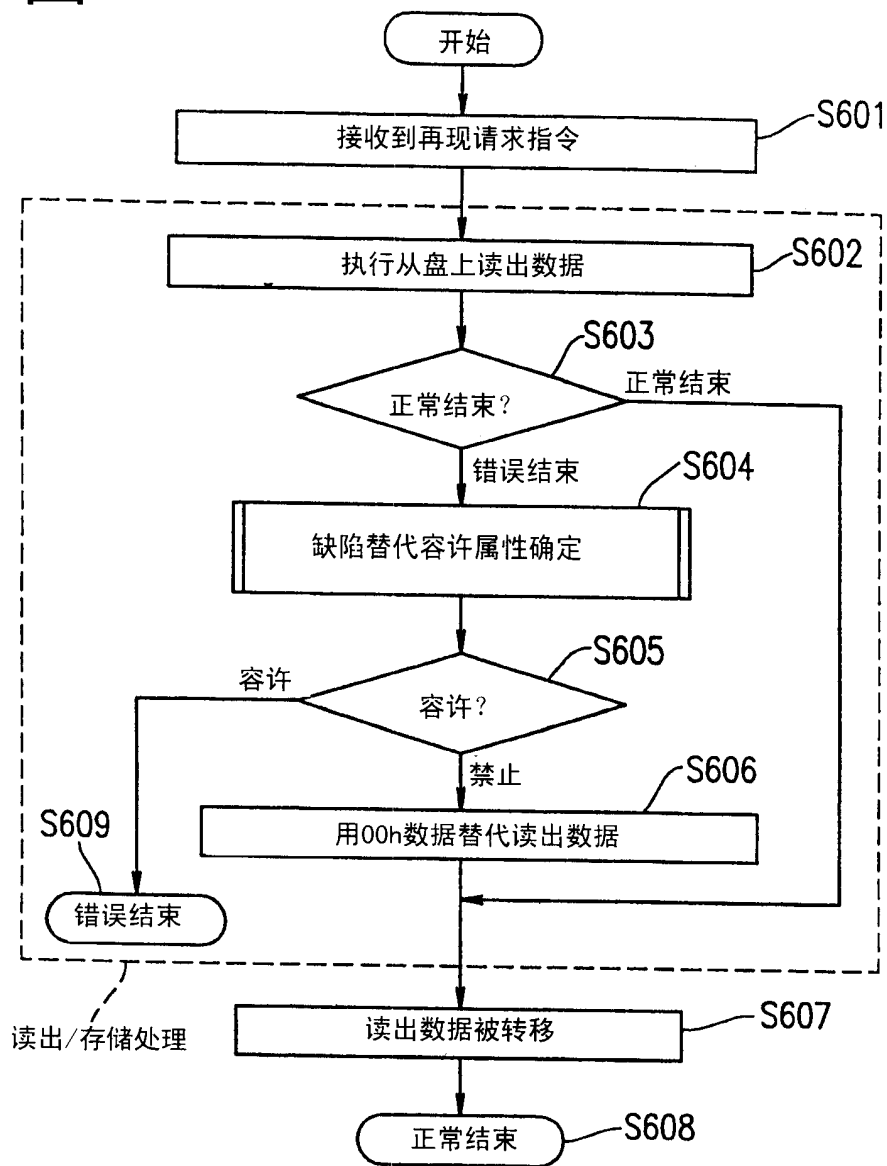 开始
接收到再现请求指令
S601
执行从盘上读出数据
S602
S603
正常结束？
正常结束
错误结束
S604
缺陷替代容许属性确定
S605
容许
容许？
禁止
S606
用00h数据替代读出数据
S609
错误结束
读出/存储处理
读出数据被转移
S607
正常结束
S608